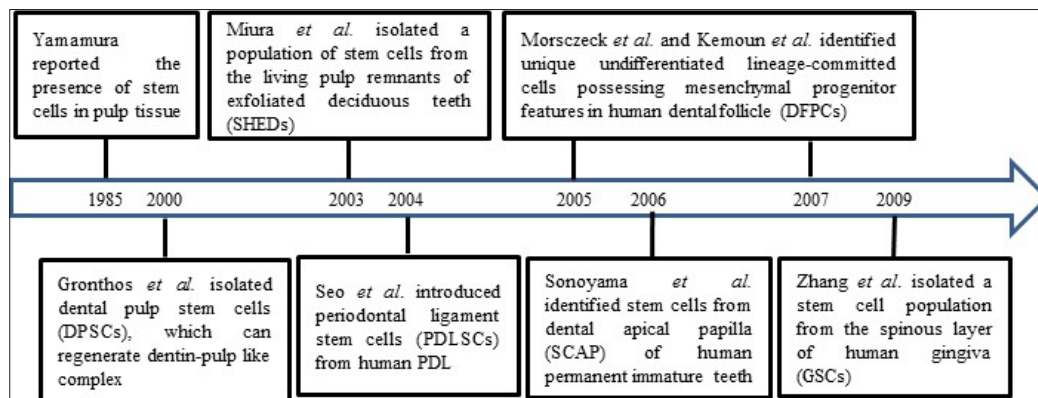 Yamamura
reported the
presence of stem
cells in pulp tissue
Miura et al. isolated a
population of stem cells from
the living pulp remnants of
exfoliated deciduous teeth
(SHEDs)
Morsczeck et al. and Kemoun et al. identified
unique undifferentiated lineage-committed
cells possessing mesenchymal progenitor
features in human dental follicle (DFPCs)
1985 2000 2003 2004 2005 2006 2007 2009
Gronthos et al. isolated
dental pulp stem cells
(DPSCs), which can
regenerate dentin-pulp like
complex
Seo et al. introduced
periodontal ligament
stem cells (PDLSCs)
from human PDL
Sonoyama et al.
identified stem cells from
dental apical papilla
(SCAP) of human
permanent immature teeth
Zhang et al. isolated a
stem cell population
from the spinous layer
of human gingiva
(GSCs)